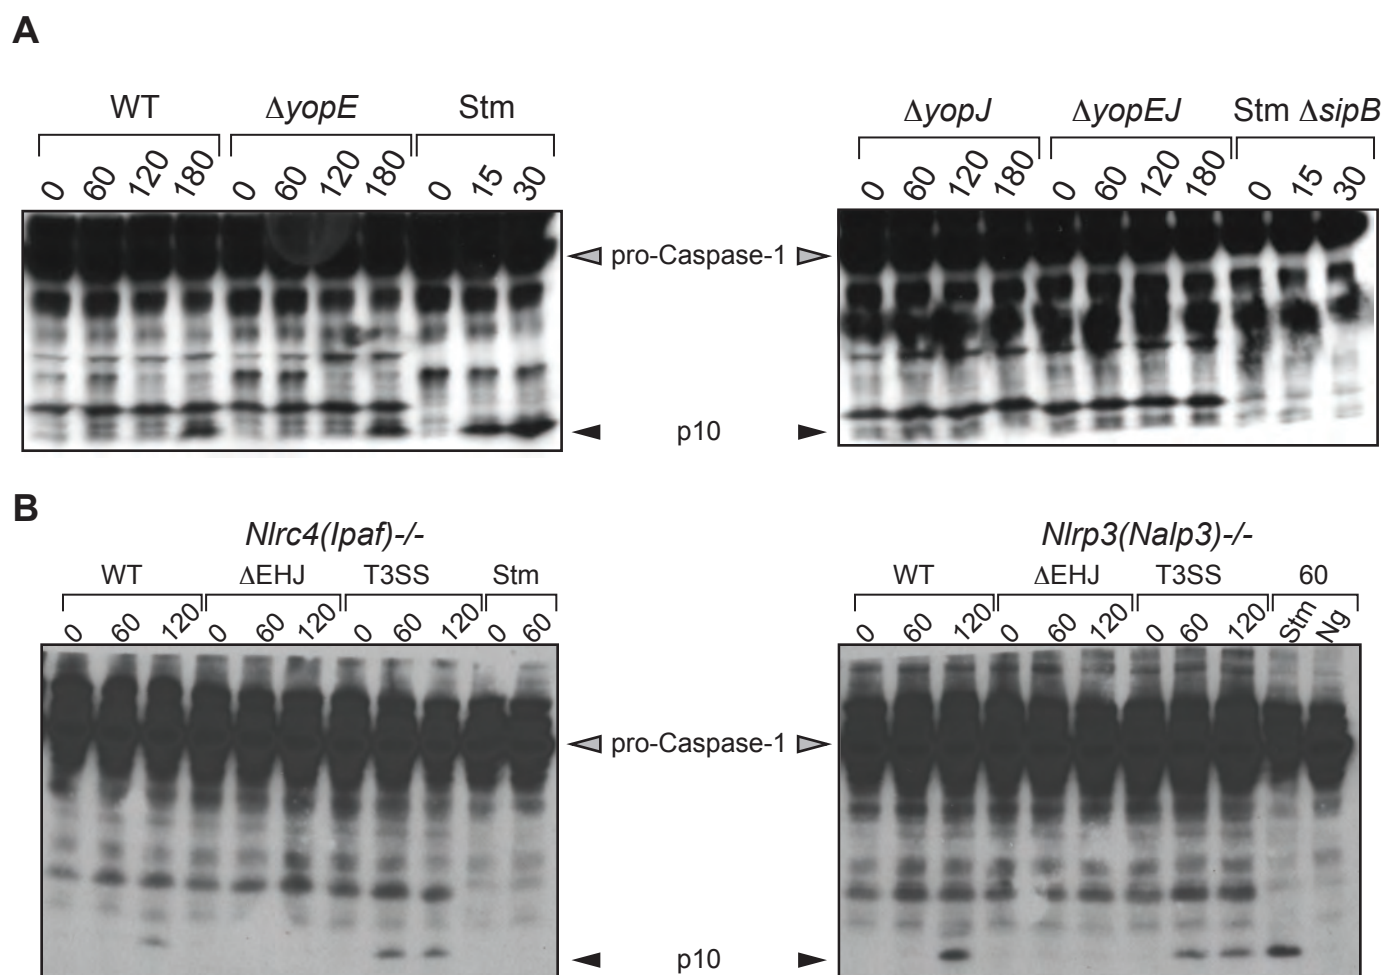 A
WT ΔyopE Stm ΔyopJ ΔyopEJ Stm ΔsipB
0 60 120 180 0 60 120 180 0 15 30 0 60 120 180 0 60 120 180 0 15 30
pro-Caspase-1
p10
B
Nlrc4(Ipaf)-/- Nlrp3(Nalp3)-/-
WT ΔEHJ T3SS Stm WT ΔEHJ T3SS 60
0 60 120 0 60 120 0 60 120 0 60 0 60 120 0 60 120 0 60 120 Stm Ng
pro-Caspase-1
p10